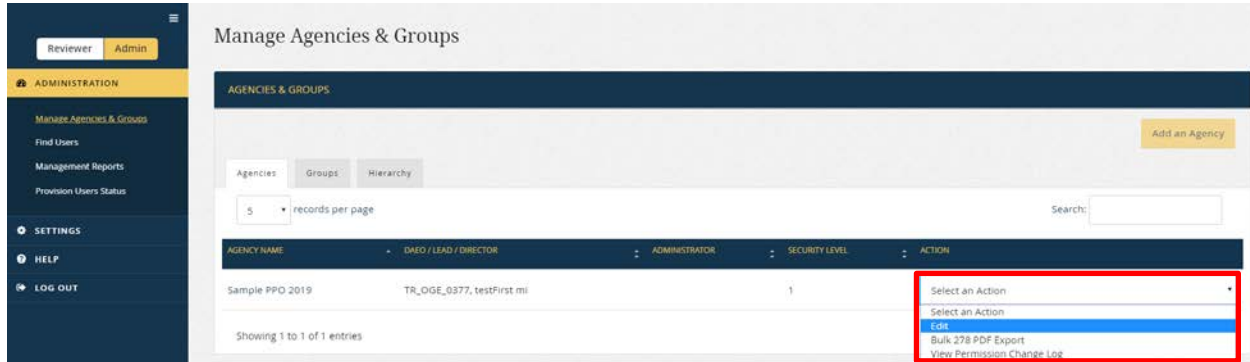 Reviewer Admin
ADMINISTRATION
Manage Agencies & Groups
Find Users
Management Reports
Provision Users Status
SETTINGS
HELP
LOG OUT
Manage Agencies & Groups
AGENCIES & GROUPS
Add an Agency
Agencies Groups Hierarchy
5 records per page Search:
AGENCY NAME DAEO / LEAD / DIRECTOR ADMINISTRATOR SECURITY LEVEL ACTION
Sample PPO 2019 TR_OGE_0377, testFirst mi 1 Select an Action
Select an Action
Edit
Bulk 278 PDF Export
View Permission Change Log
Showing 1 to 1 of 1 entries